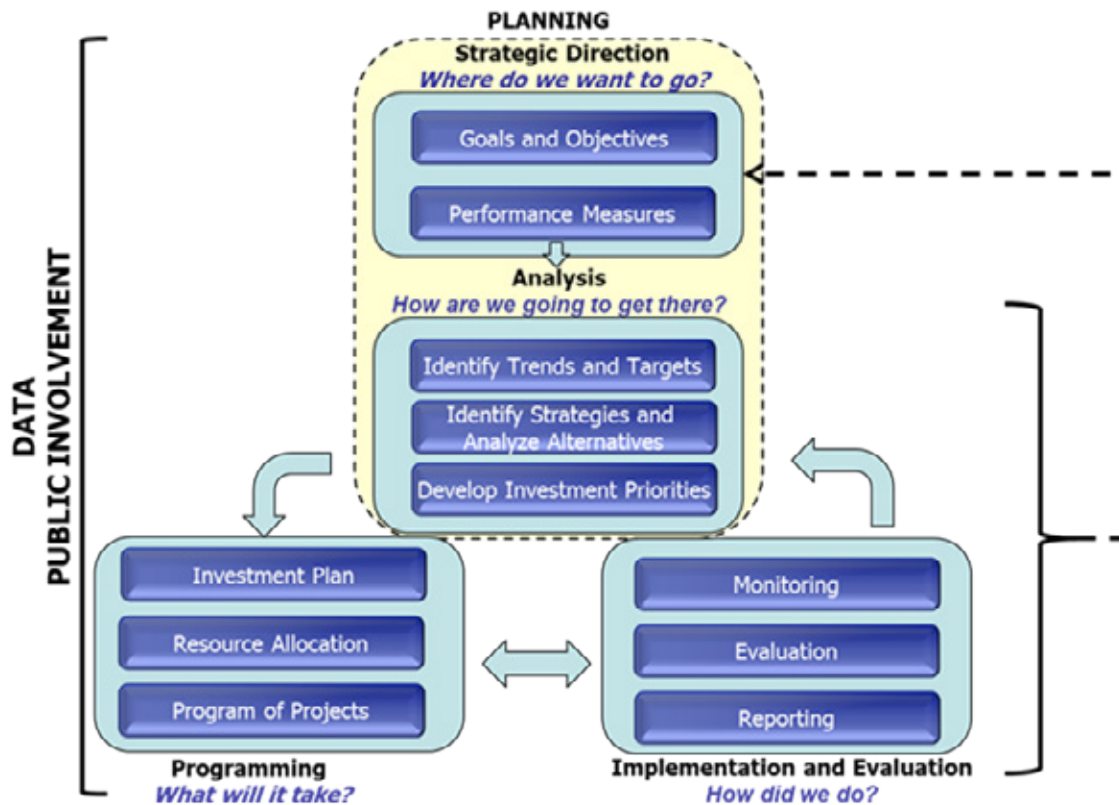 PLANNING
Strategic Direction
Where do we want to go?
Goals and Objectives
Performance Measures
Analysis
How are we going to get there?
Identify Trends and Targets
Identify Strategies and
Analyze Alternatives
Develop Investment Priorities
DATA
PUBLIC INVOLVEMENT
Investment Plan
Resource Allocation
Program of Projects
Programming
What will it take?
Monitoring
Evaluation
Reporting
Implementation and Evaluation
How did we do?